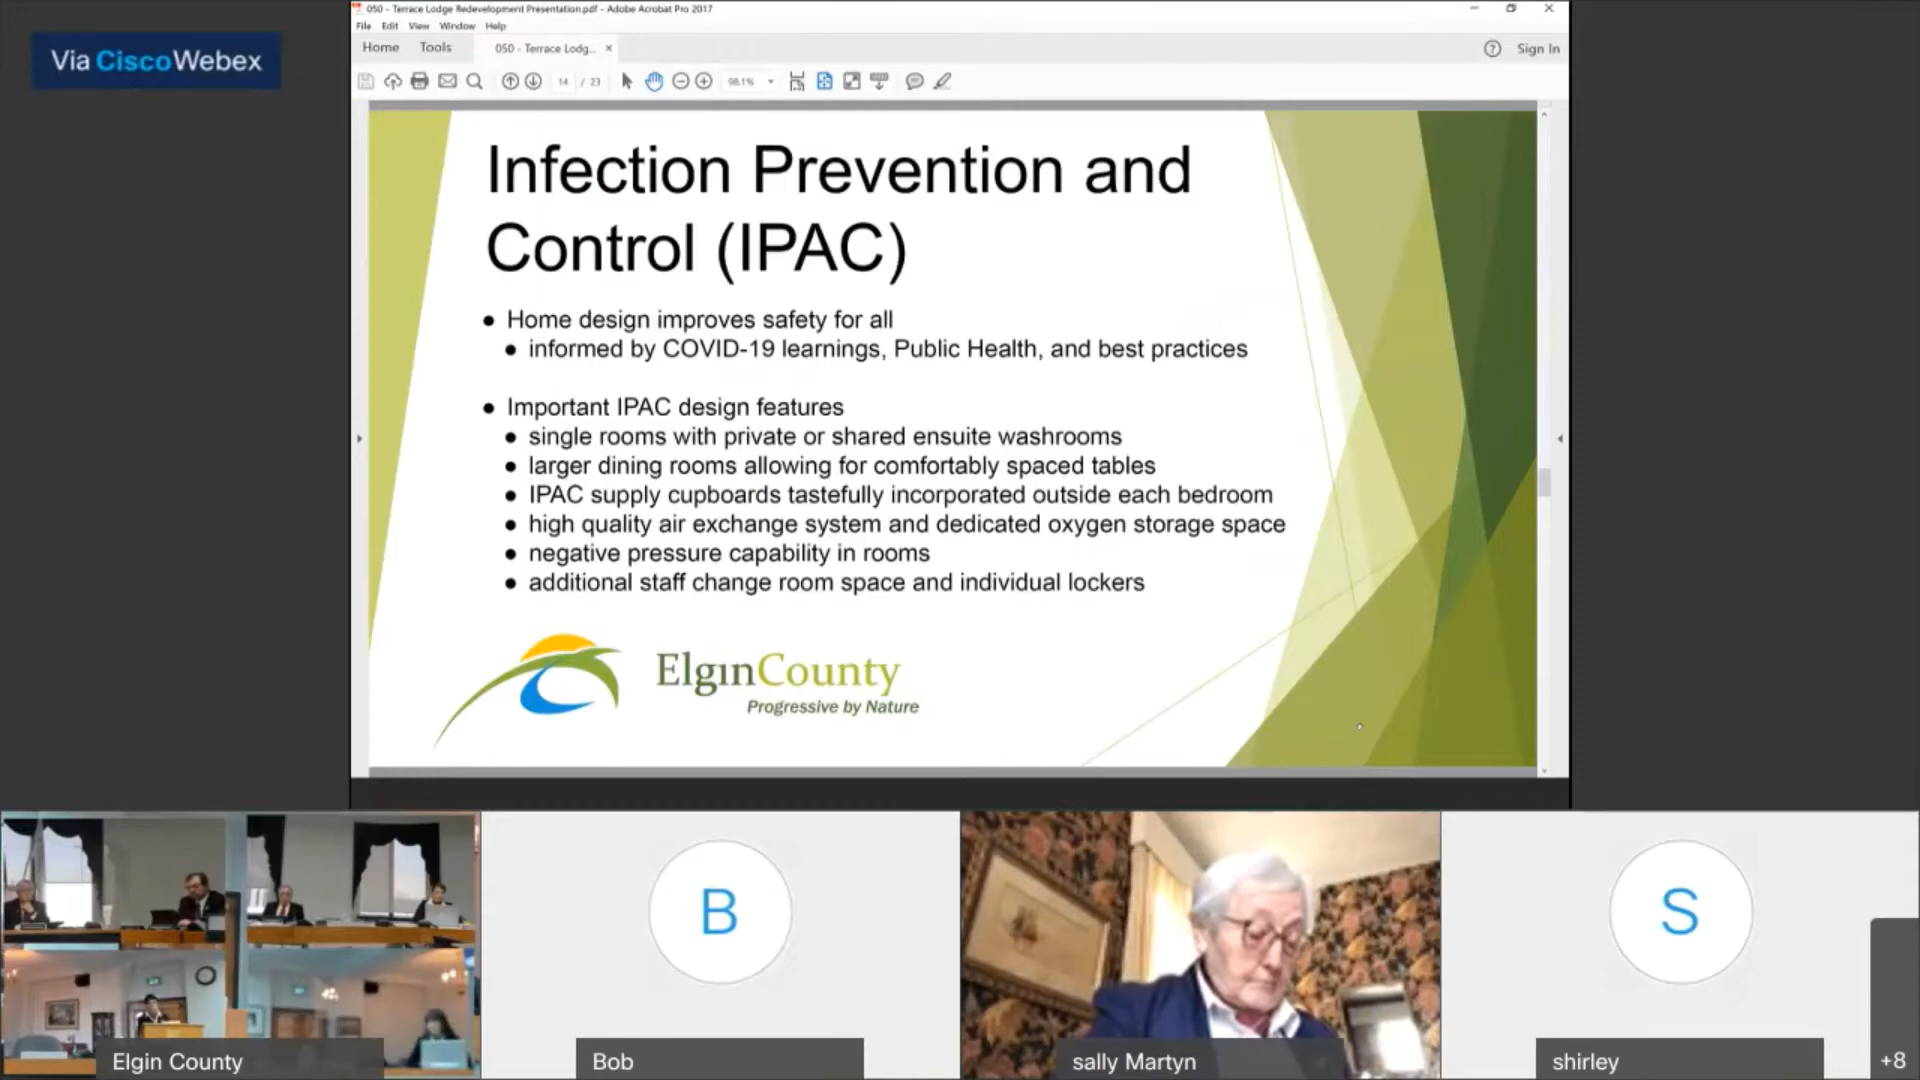 050 - Terrace Lodge Redevelopment Presentation.pdf - Adobe Acrobat Pro 2017
File Edit View Window Help
Home Tools 050 - Terrace Lodg... × Sign In
14 / 23 98.1%
Via CiscoWebex
Infection Prevention and
Control (IPAC)
● Home design improves safety for all
● informed by COVID-19 learnings, Public Health, and best practices
● Important IPAC design features
● single rooms with private or shared ensuite washrooms
● larger dining rooms allowing for comfortably spaced tables
● IPAC supply cupboards tastefully incorporated outside each bedroom
● high quality air exchange system and dedicated oxygen storage space
● negative pressure capability in rooms
● additional staff change room space and individual lockers
ElginCounty
Progressive by Nature
B
S
Elgin County
Bob
sally Martyn
shirley
+8